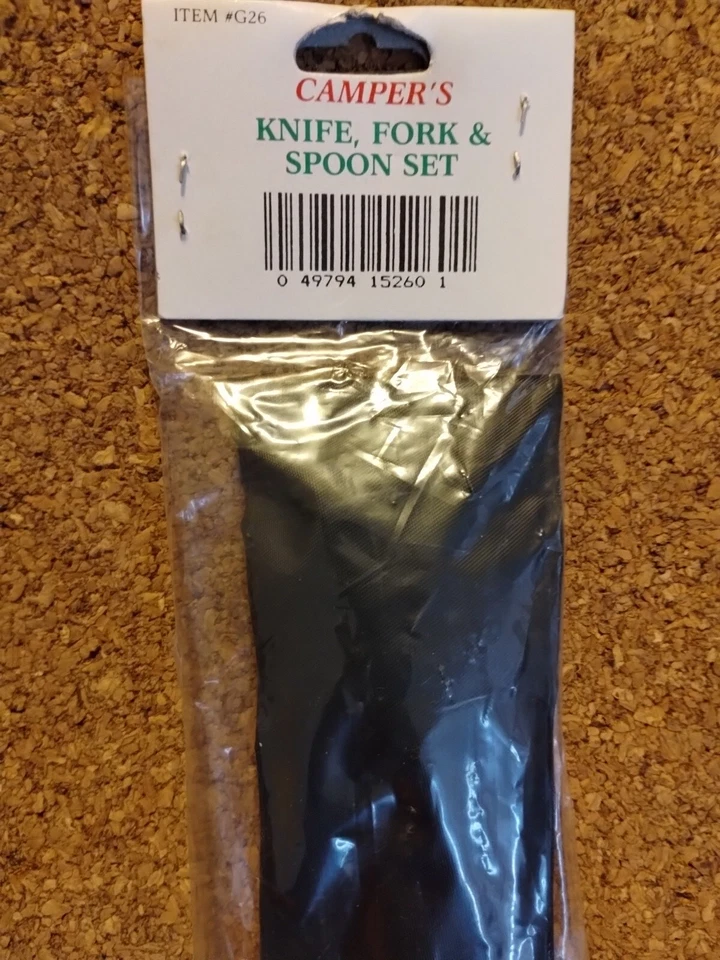 ITEM #G26
CAMPER'S
KNIFE, FORK &
SPOON SET
0 49794 15260 1